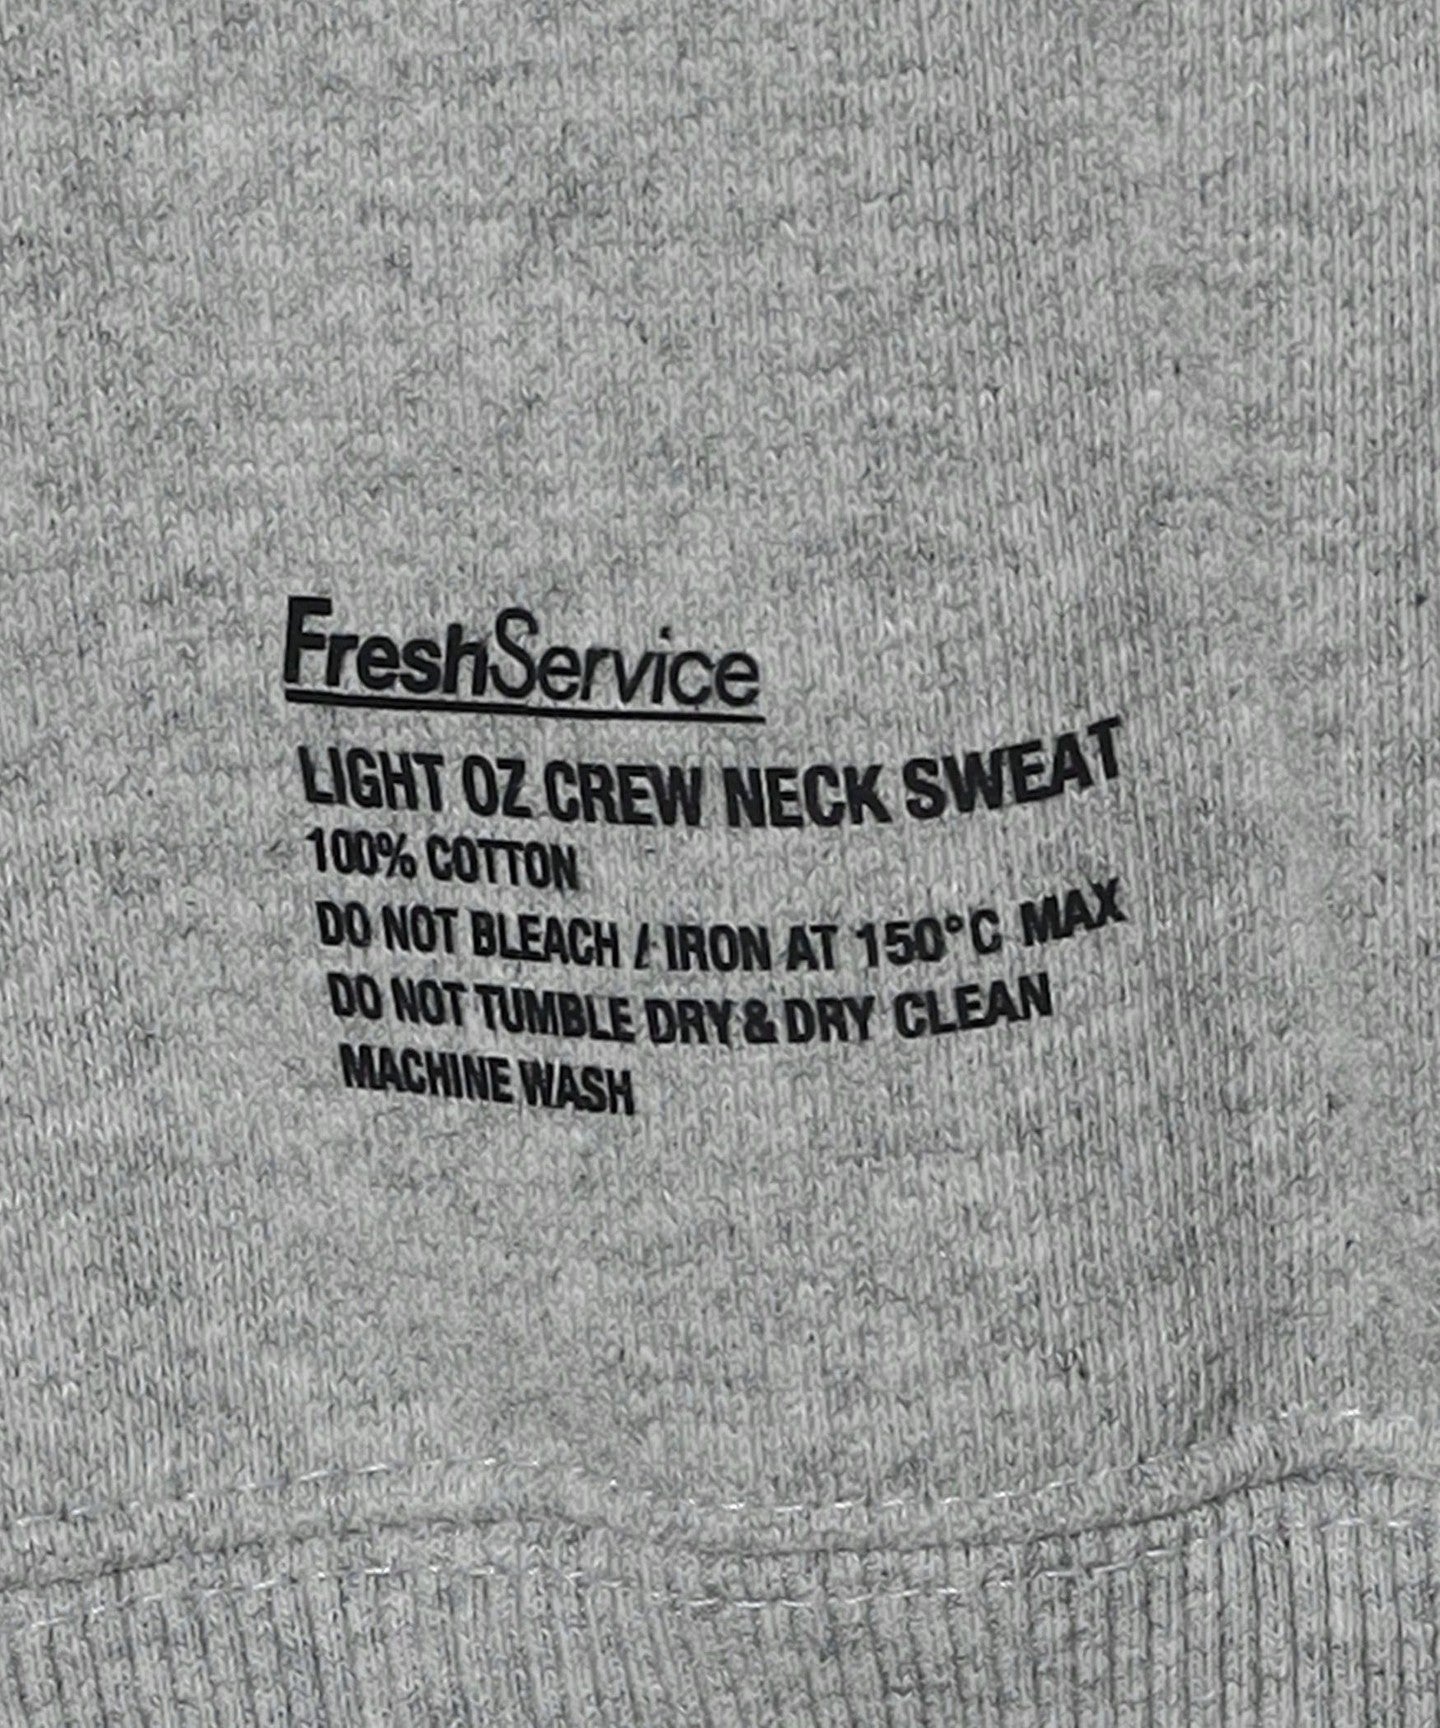 FreshService
LIGHT OZ CREW NECK SWEAT
100% COTTON
DO NOT BLEACH / IRON AT 150°C MAX
DO NOT TUMBLE DRY & DRY CLEAN
MACHINE WASH